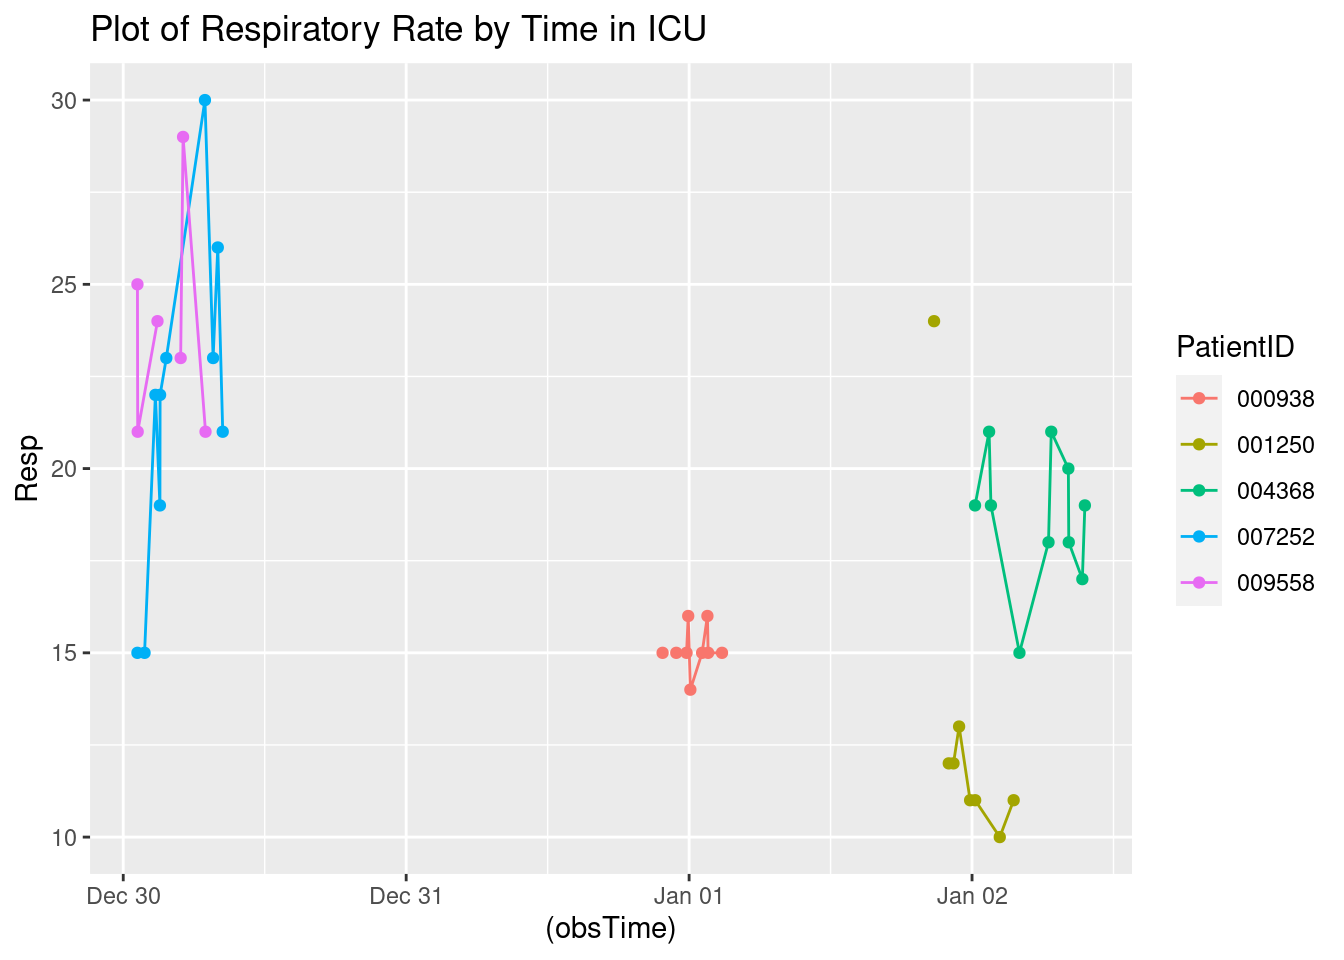 Plot of Respiratory Rate by Time in ICU
30
25
20
15
10
Resp
Dec 30
Dec 31
Jan 01
Jan 02
(obsTime)
PatientID
000938
001250
004368
007252
009558